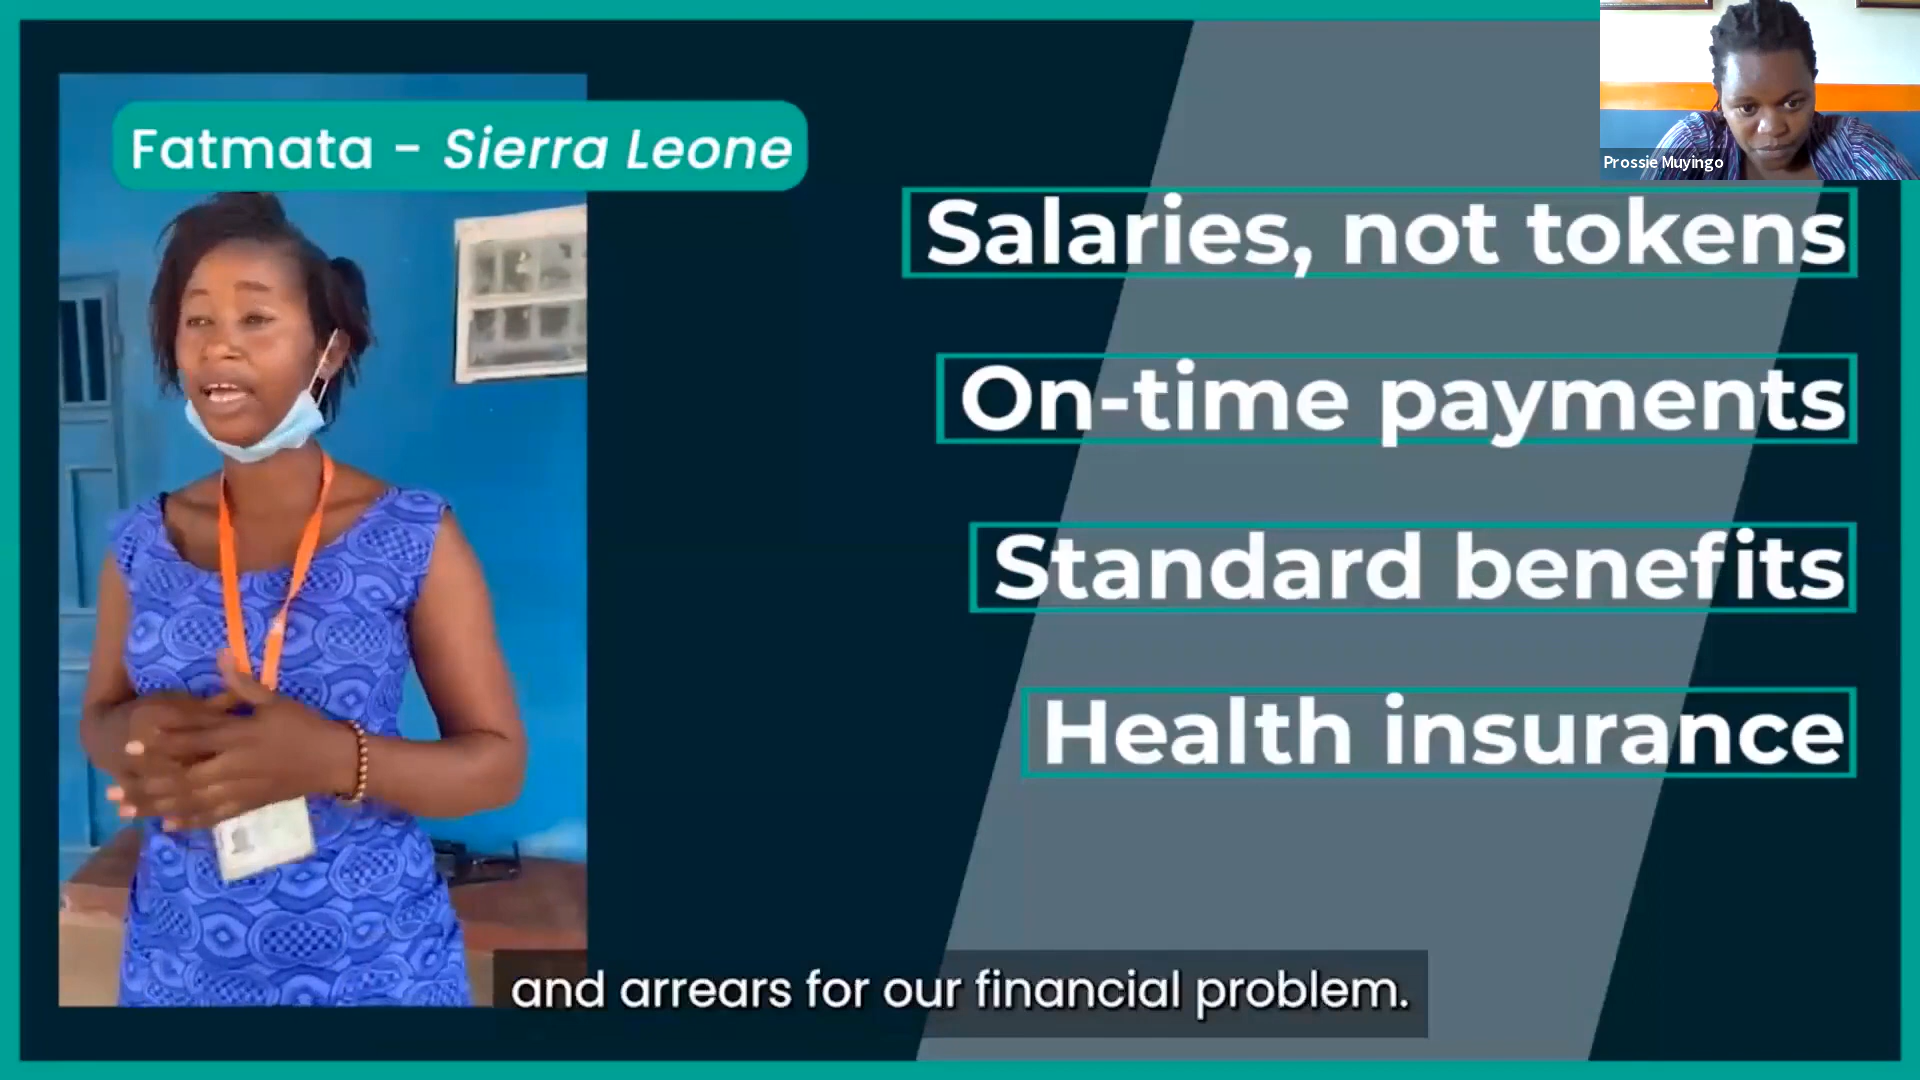 Fatmata - Sierra Leone
Prossie Muyingo
Salaries, not tokens
On-time payments
Standard benefits
Health insurance
and arrears for our financial problem.